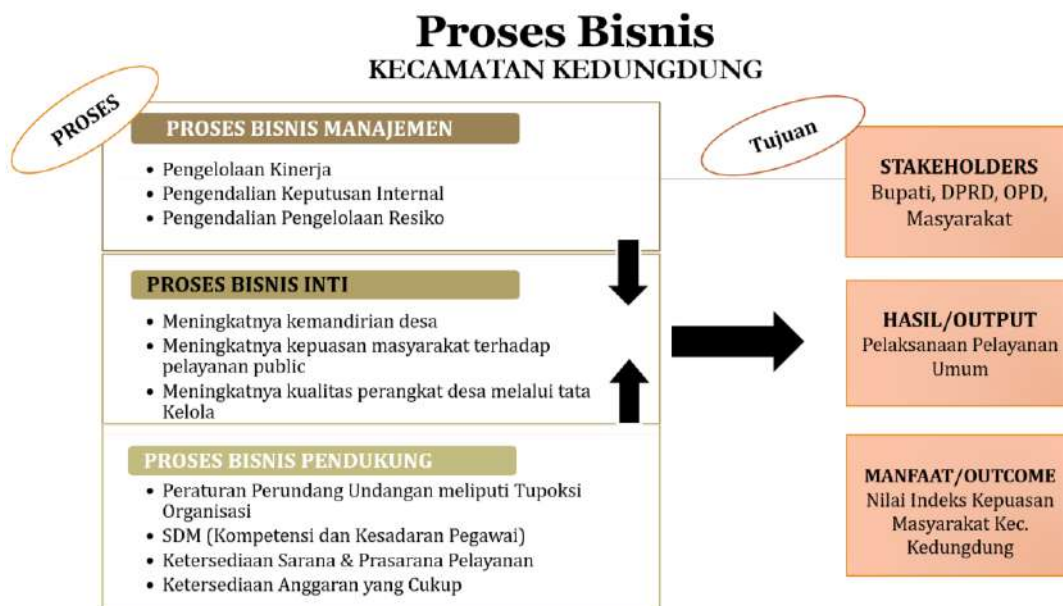 Proses Bisnis
KECAMATAN KEDUNGDUNG
PROSES
PROSES BISNIS MANAJEMEN
• Pengelolaan Kinerja
• Pengendalian Keputusan Internal
• Pengendalian Pengelolaan Resiko
PROSES BISNIS INTI
• Meningkatnya kemandirian desa
• Meningkatnya kepuasan masyarakat terhadap
pelayanan public
• Meningkatnya kualitas perangkat desa melalui tata
Kelola
PROSES BISNIS PENDUKUNG
• Peraturan Perundang Undangan meliputi Tupoksi
Organisasi
• SDM (Kompetensi dan Kesadaran Pegawai)
• Ketersediaan Sarana & Prasarana Pelayanan
• Ketersediaan Anggaran yang Cukup
Tujuan
STAKEHOLDERS
Bupati, DPRD, OPD,
Masyarakat
HASIL/OUTPUT
Pelaksanaan Pelayanan
Umum
MANFAAT/OUTCOME
Nilai Indeks Kepuasan
Masyarakat Kec.
Kedungdung